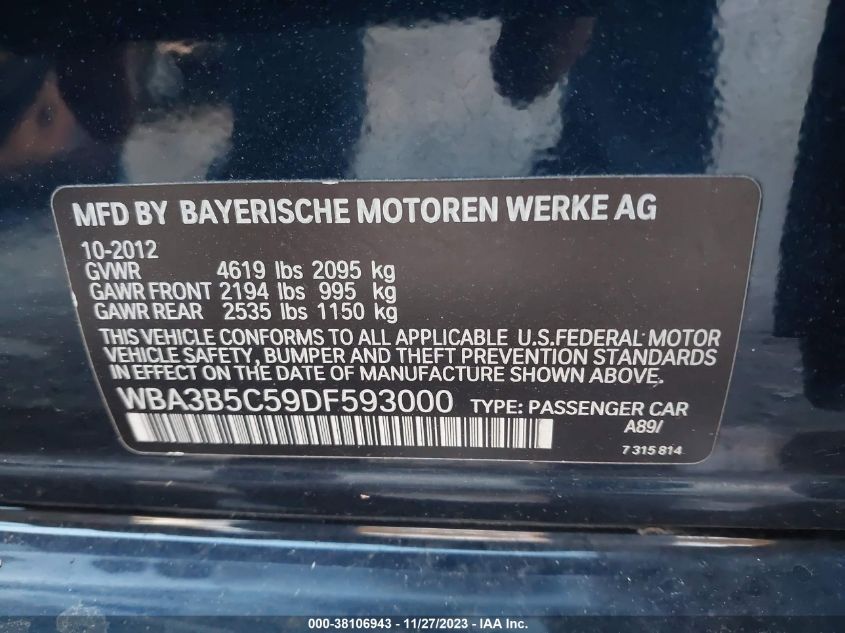 MFD BY BAYERISCHE MOTOREN WERKE AG
10-2012
GVWR 4619 lbs 2095 kg
GAWR FRONT 2194 lbs 995 kg
GAWR REAR 2535 lbs 1150 kg
THIS VEHICLE CONFORMS TO ALL APPLICABLE U.S.FEDERAL MOTOR
VEHICLE SAFETY, BUMPER AND THEFT PREVENTION STANDARDS
IN EFFECT ON THE DATE OF MANUFACTURE SHOWN ABOVE.
WBA3B5C59DF593000 TYPE: PASSENGER CAR
A89/
7 315 814
000-38106943 - 11/27/2023 - IAA Inc.